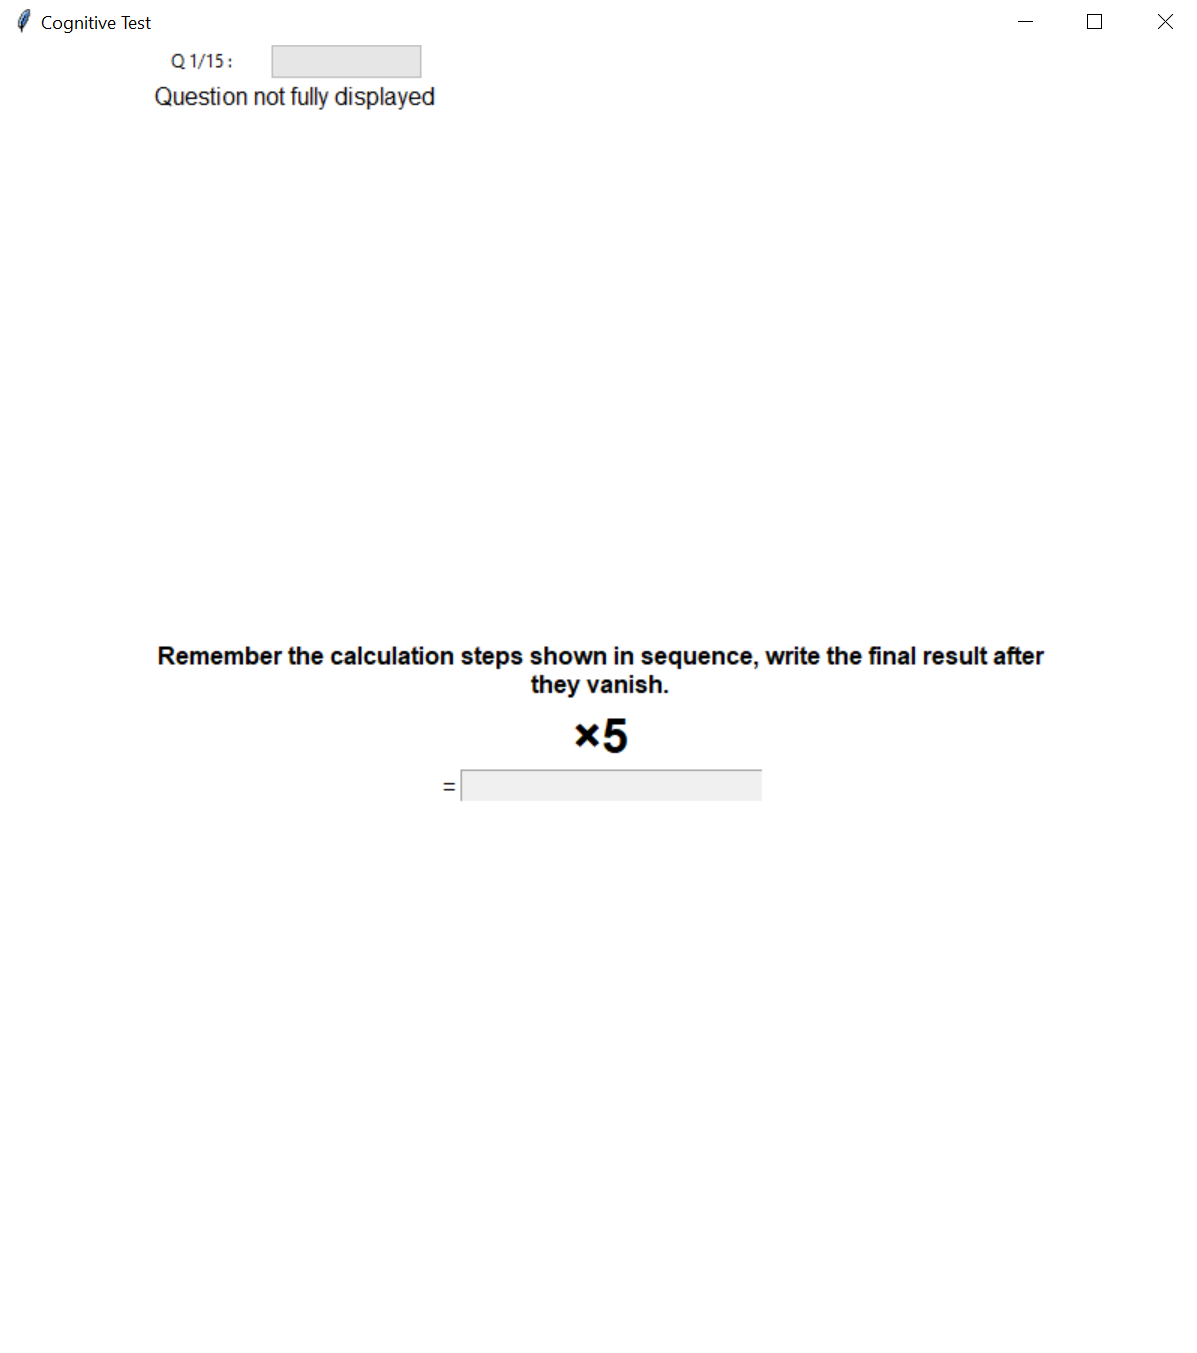 Cognitive Test
Q 1/15 :
Question not fully displayed
Remember the calculation steps shown in sequence, write the final result after
they vanish.
×5
=